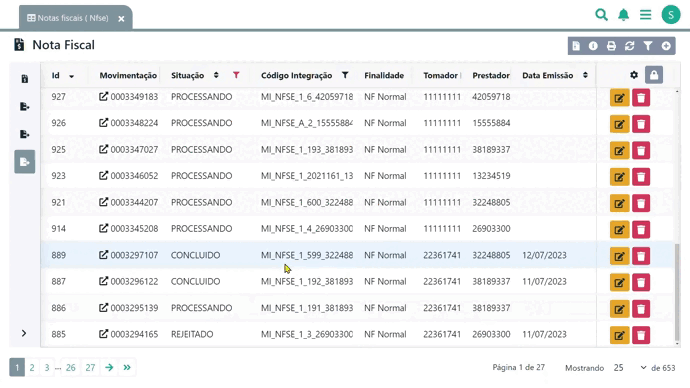 Notas fiscais ( Nfse)
S
Nota Fiscal
Id Movimentação Situação Código Integração Finalidade Tomador Prestador Data Emissão
927 0003349183 PROCESSANDO MI_NFSE_1_6_42059718 NF Normal 11111111 42059718
926 0003348224 PROCESSANDO MI_NFSE_A_2_15555884 NF Normal 11111111 15555884
925 0003347027 PROCESSANDO MI_NFSE_1_193_381893 NF Normal 11111111 38189337
923 0003346052 PROCESSANDO MI_NFSE_1_2021161_13 NF Normal 11111111 13234519
921 0003344207 PROCESSANDO MI_NFSE_1_600_322488 NF Normal 11111111 32248805
914 0003345208 PROCESSANDO MI_NFSE_1_4_26903300 NF Normal 11111111 26903300
889 0003297107 CONCLUIDO MI_NFSE_1_599_322488 NF Normal 22361741 32248805 12/07/2023
887 0003296122 CONCLUIDO MI_NFSE_1_192_381893 NF Normal 22361741 38189337 11/07/2023
886 0003295139 PROCESSANDO MI_NFSE_1_191_381893 NF Normal 22361741 38189337
885 0003294165 REJEITADO MI_NFSE_1_3_26903300 NF Normal 22361741 26903300 11/07/2023
1 2 3 ... 26 27 Página 1 de 27 Mostrando 25 de 653